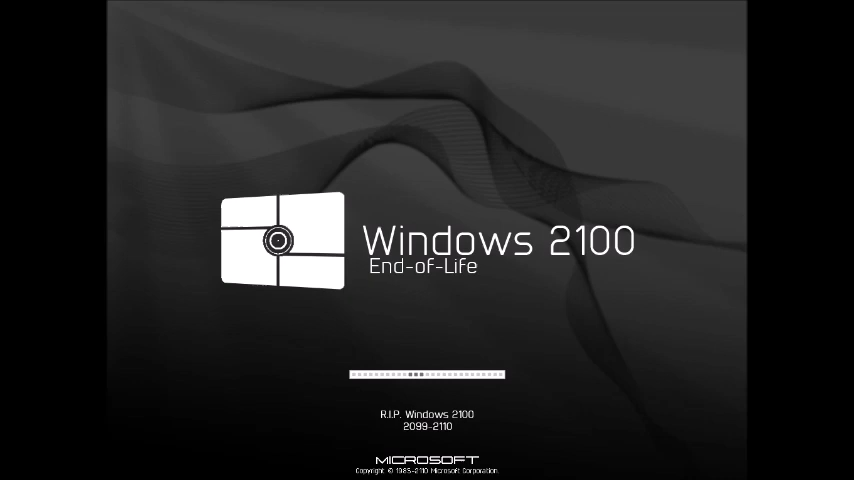 Windows 2100
End-of-Life
R.I.P. Windows 2100
2099-2110
MICROSOFT
Copyright © 1985-2110 Microsoft Corporation.